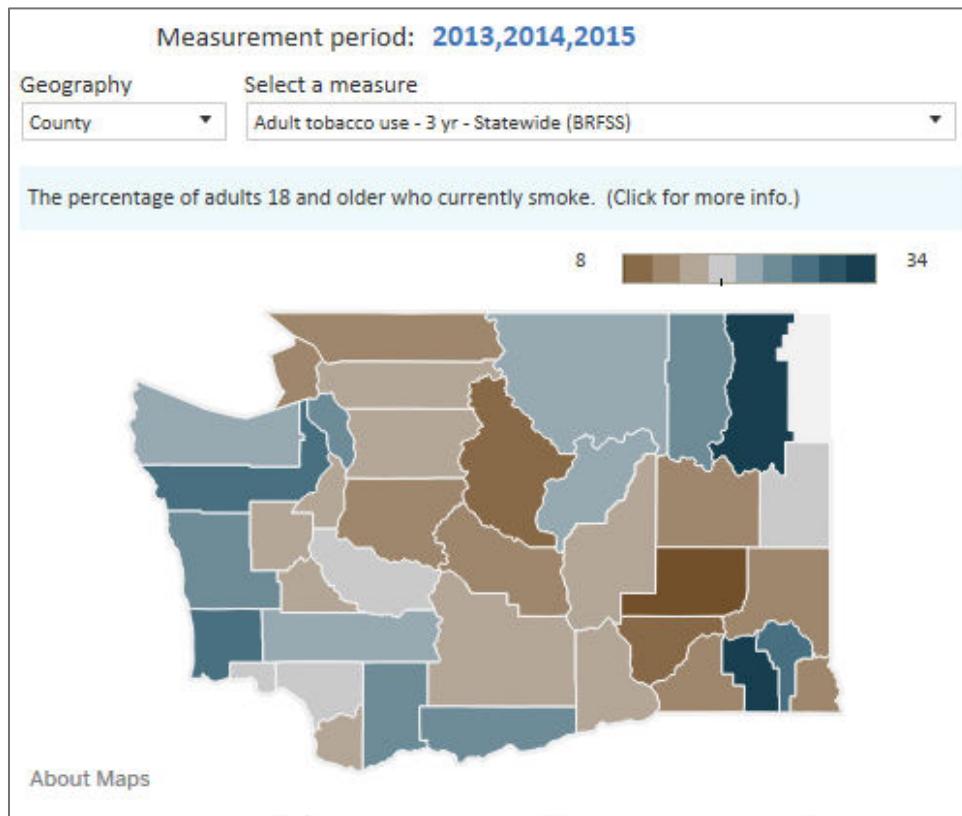 Measurement period: 2013,2014,2015
Geography Select a measure
County Adult tobacco use - 3 yr - Statewide (BRFSS)
The percentage of adults 18 and older who currently smoke. (Click for more info.)
8 34
About Maps